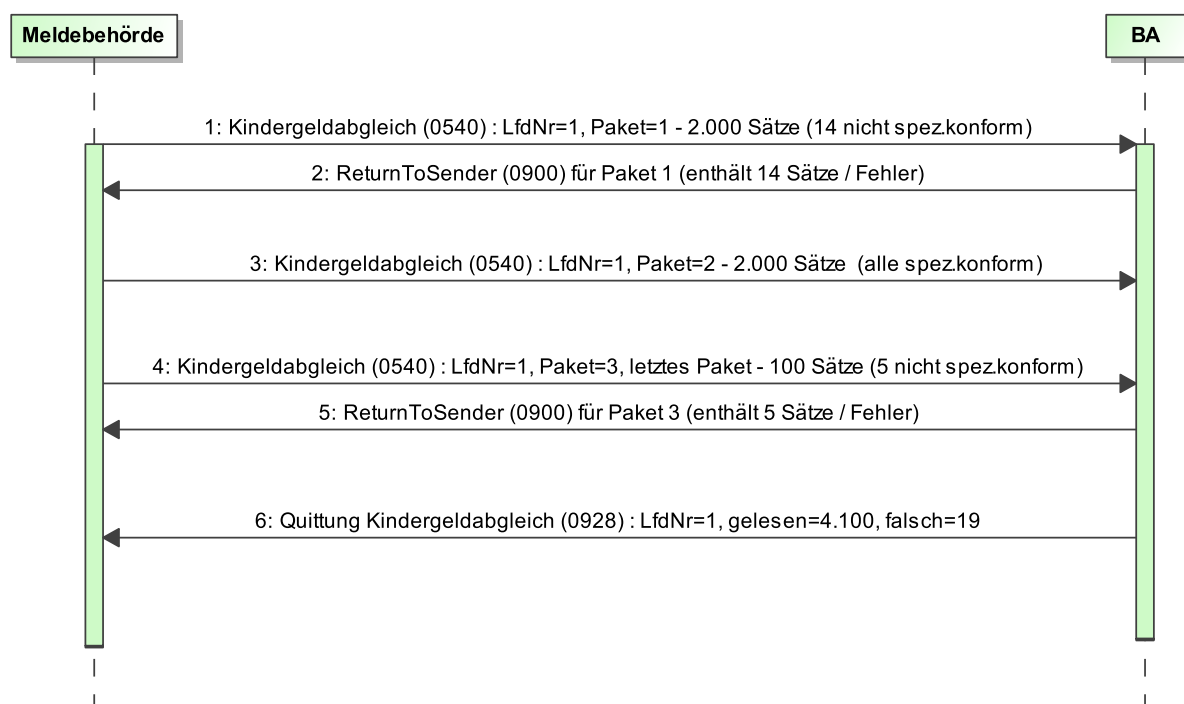 Meldebehörde
BA
1: Kindergeldabgleich (0540) : LfdNr=1, Paket=1 - 2.000 Sätze (14 nicht spez.konform)
2: ReturnToSender (0900) für Paket 1 (enthält 14 Sätze / Fehler)
3: Kindergeldabgleich (0540) : LfdNr=1, Paket=2 - 2.000 Sätze (alle spez.konform)
4: Kindergeldabgleich (0540) : LfdNr=1, Paket=3, letztes Paket - 100 Sätze (5 nicht spez.konform)
5: ReturnToSender (0900) für Paket 3 (enthält 5 Sätze / Fehler)
6: Quittung Kindergeldabgleich (0928) : LfdNr=1, gelesen=4.100, falsch=19